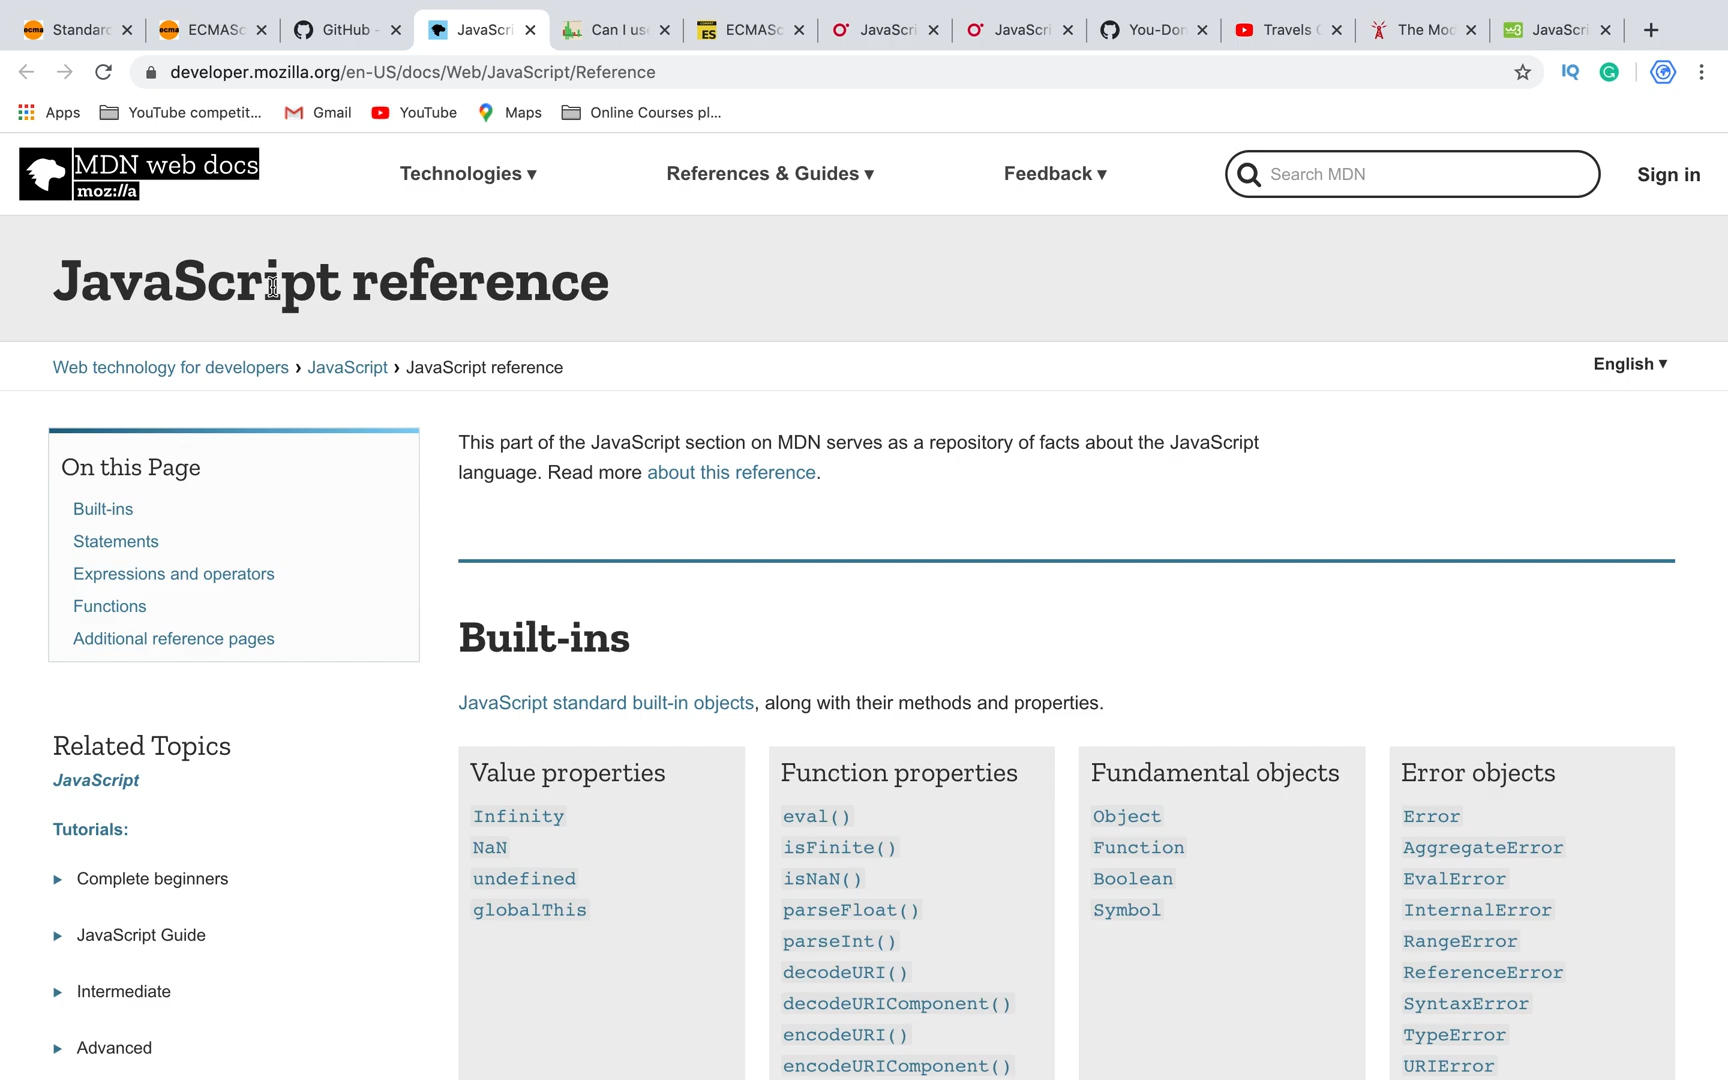 Standard ECMASc GitHub - JavaScri Can I use ECMASc JavaScri JavaScri You-Don Travels The Mod JavaScri
developer.mozilla.org/en-US/docs/Web/JavaScript/Reference
Apps YouTube competit... Gmail YouTube Maps Online Courses pl...
MDN web docs
moz://a
Technologies ▾ References & Guides ▾ Feedback ▾ Search MDN Sign in
JavaScript reference
Web technology for developers › JavaScript › JavaScript reference English ▾
On this Page
Built-ins
Statements
Expressions and operators
Functions
Additional reference pages
Related Topics
JavaScript
Tutorials:
Complete beginners
JavaScript Guide
Intermediate
Advanced
This part of the JavaScript section on MDN serves as a repository of facts about the JavaScript
language. Read more about this reference.
Built-ins
JavaScript standard built-in objects, along with their methods and properties.
Value properties
Infinity
NaN
undefined
globalThis
Function properties
eval()
isFinite()
isNaN()
parseFloat()
parseInt()
decodeURI()
decodeURIComponent()
encodeURI()
encodeURIComponent()
Fundamental objects
Object
Function
Boolean
Symbol
Error objects
Error
AggregateError
EvalError
InternalError
RangeError
ReferenceError
SyntaxError
TypeError
URIError